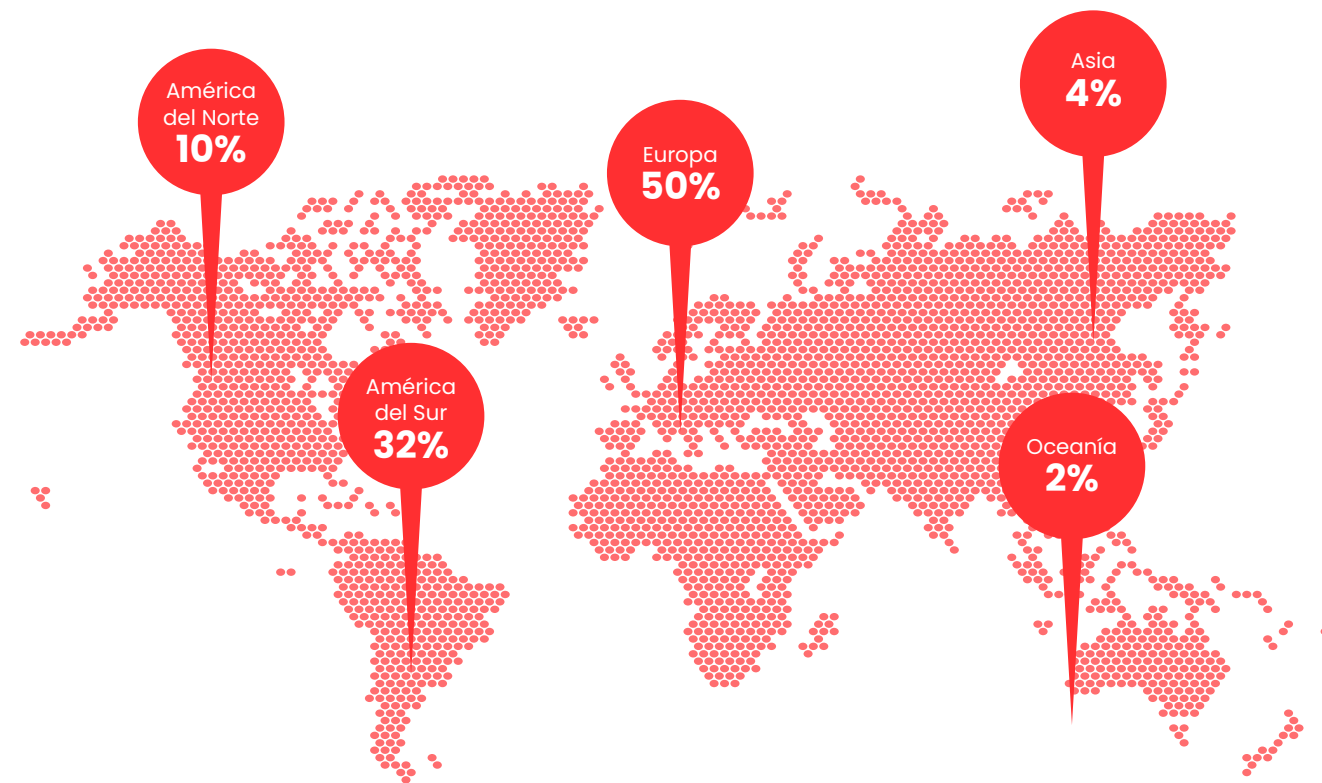 América
del Norte
10%
Asia
4%
Europa
50%
América
del Sur
32%
Oceanía
2%